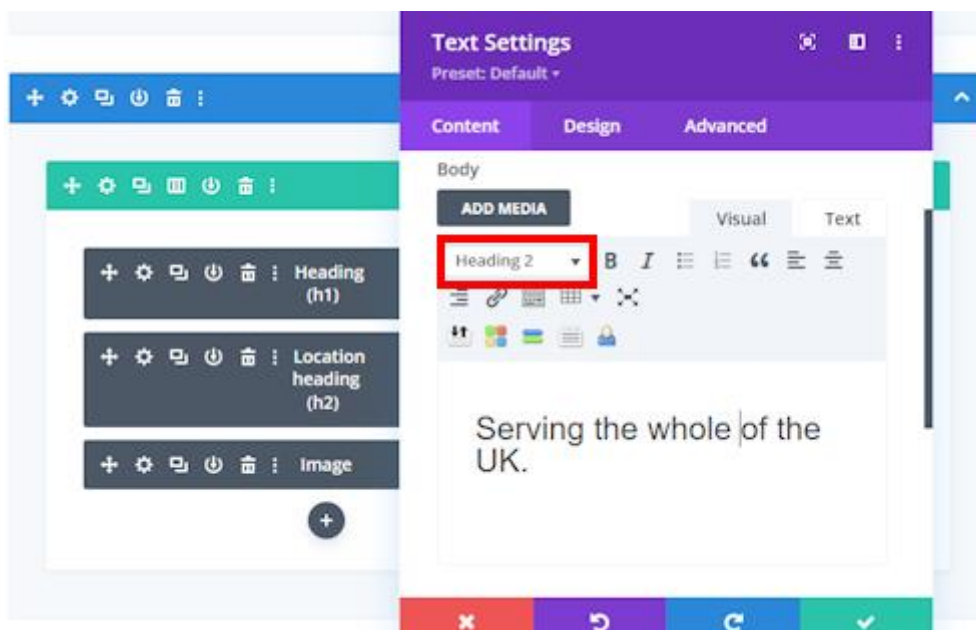 Text Settings
Preset: Default
Content Design Advanced
Body
ADD MEDIA
Visual Text
Heading 2
B I
Heading
(h1)
Location
heading
(h2)
Image
Serving the whole of the
UK.